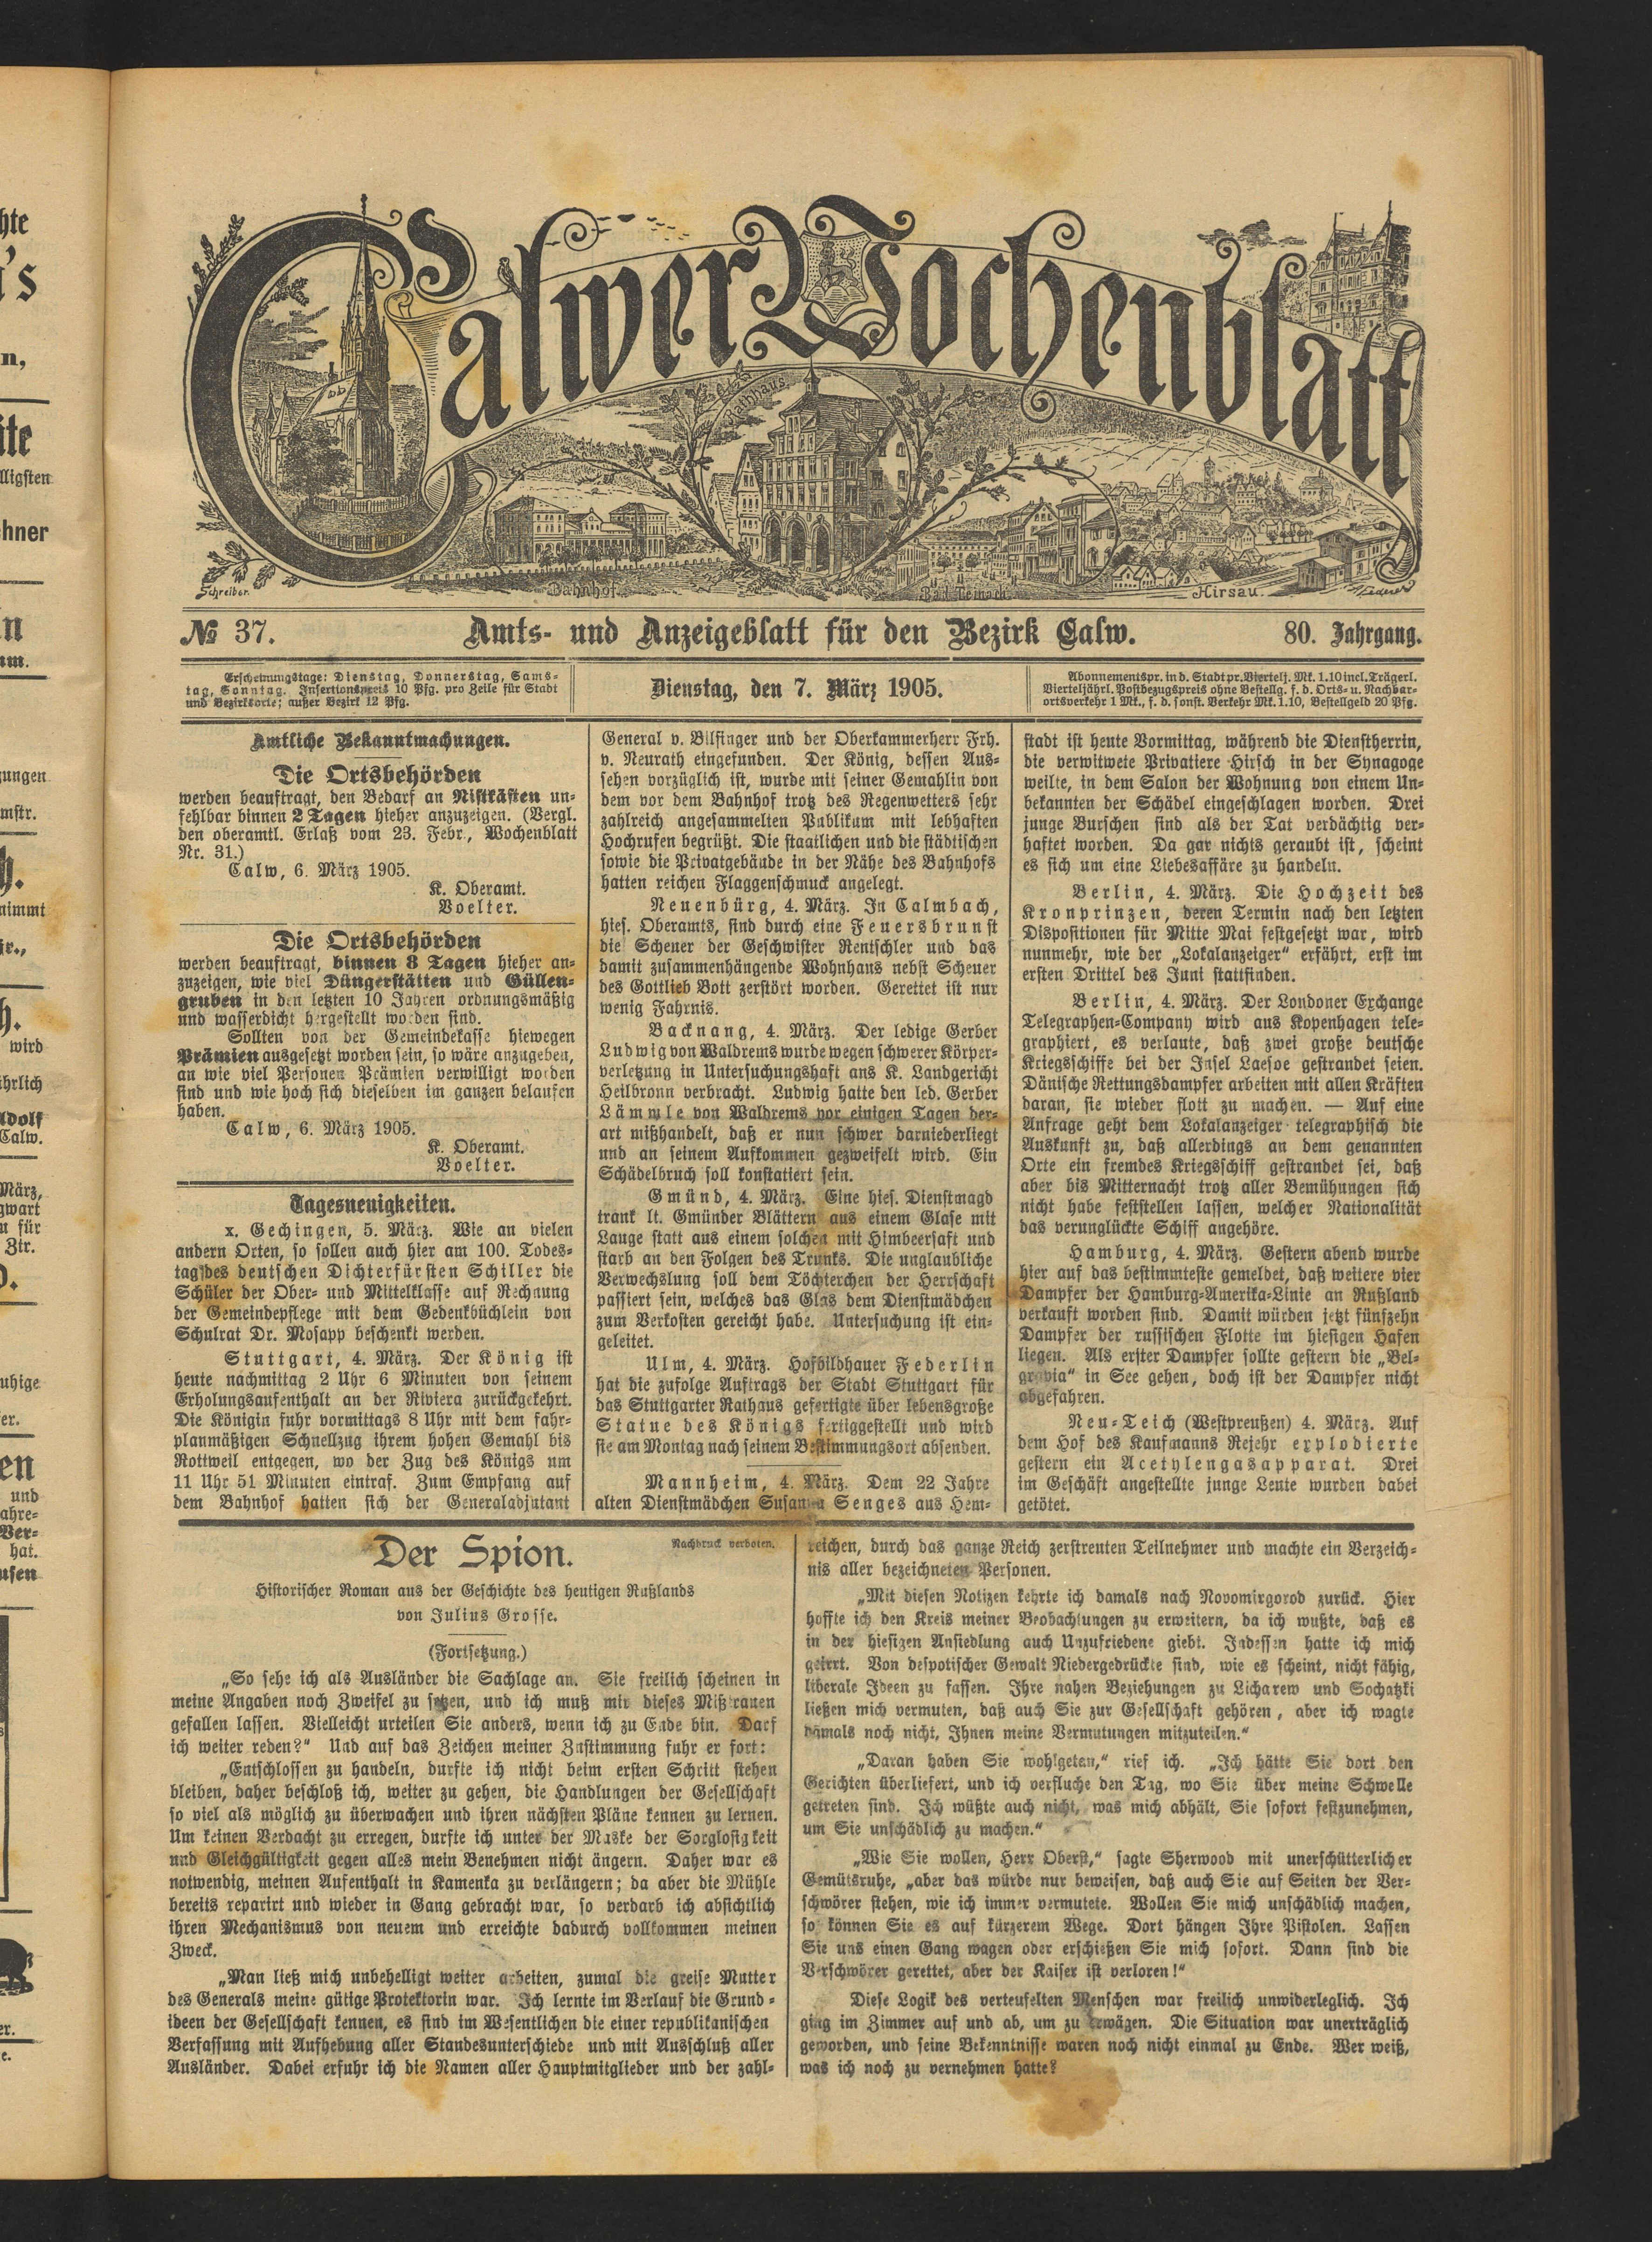 Calwer Wochenblatt
Rathhaus
Schreiber.
Bahnhof.
Bad Teinach
Hirsau.
Federer
№ 37.
Amts- und Anzeigeblatt für den Bezirk Calw.
80. Jahrgang.
Erscheinungstage: Dienstag, Donnerstag, Sams-
tag, Sonntag. Insertionspreis 10 Pfg. pro Zeile für Stadt
und Bezirksorte; außer Bezirk 12 Pfg.
Dienstag, den 7. März 1905.
Abonnementspr. in d. Stadt pr. Viertelj. Mk. 1.10 incl. Trägerl.
Vierteljährl. Postbezugspreis ohne Bestellg. f. d. Orts- u. Nachbar-
ortsverkehr 1 Mk., f. d. sonst. Verkehr Mk. 1.10, Bestellgeld 20 Pfg.
Amtliche Bekanntmachungen.
Die Ortsbehörden
werden beauftragt, den Bedarf an Nistkästen un-
fehlbar binnen 2 Tagen hieher anzuzeigen. (Vergl.
den oberamtl. Erlaß vom 23. Febr., Wochenblatt
Nr. 31.)
Calw, 6. März 1905.
K. Oberamt.
Voelter.
Die Ortsbehörden
werden beauftragt, binnen 8 Tagen hieher an-
zuzeigen, wie viel Düngerstätten und Güllen-
gruben in den letzten 10 Jahren ordnungsmäßig
und wasserdicht hergestellt worden sind.
Sollten von der Gemeindekasse hiewegen
Prämien ausgesetzt worden sein, so wäre anzugeben,
an wie viel Personen Prämien verwilligt worden
sind und wie hoch sich dieselben im ganzen belaufen
haben.
Calw, 6. März 1905.
K. Oberamt.
Voelter.
Tagesneuigkeiten.
x. Gechingen, 5. März. Wie an vielen
andern Orten, so sollen auch hier am 100. Todes-
tag des deutschen Dichterfürsten Schiller die
Schüler der Ober- und Mittelklasse auf Rechnung
der Gemeindepflege mit dem Gedenkbüchlein von
Schulrat Dr. Mosapp beschenkt werden.
Stuttgart, 4. März. Der König ist
heute nachmittag 2 Uhr 6 Minuten von seinem
Erholungsaufenthalt an der Riviera zurückgekehrt.
Die Königin fuhr vormittags 8 Uhr mit dem fahr-
planmäßigen Schnellzug ihrem hohen Gemahl bis
Rottweil entgegen, wo der Zug des Königs um
11 Uhr 51 Minuten eintraf. Zum Empfang auf
dem Bahnhof hatten sich der Generaladjutant
General v. Bilfinger und der Oberkammerherr Frh.
v. Neurath eingefunden. Der König, dessen Aus-
sehen vorzüglich ist, wurde mit seiner Gemahlin von
dem vor dem Bahnhof trotz des Regenwetters sehr
zahlreich angesammelten Publikum mit lebhaften
Hochrufen begrüßt. Die staatlichen und die städtischen
sowie die Privatgebäude in der Nähe des Bahnhofs
hatten reichen Flaggenschmuck angelegt.
Neuenbürg, 4. März. In Calmbach,
hies. Oberamts, sind durch eine Feuersbrunst
die Scheuer der Geschwister Rentschler und das
damit zusammenhängende Wohnhaus nebst Scheuer
des Gottlieb Bott zerstört worden. Gerettet ist nur
wenig Fahrnis.
Backnang, 4. März. Der ledige Gerber
Ludwig von Waldrems wurde wegen schwerer Körper-
verletzung in Untersuchungshaft ans K. Landgericht
Heilbronn verbracht. Ludwig hatte den led. Gerber
Lämmle von Waldrems vor einigen Tagen der-
art mißhandelt, daß er nun schwer darniederliegt
und an seinem Aufkommen gezweifelt wird. Ein
Schädelbruch soll konstatiert sein.
Gmünd, 4. März. Eine hies. Dienstmagd
trank lt. Gmünder Blättern aus einem Glase mit
Lauge statt aus einem solchen mit Himbeersaft und
starb an den Folgen des Trunks. Die unglaubliche
Verwechslung soll dem Töchterchen der Herrschaft
passiert sein, welches das Glas dem Dienstmädchen
zum Verkosten gereicht habe. Untersuchung ist ein-
geleitet.
Ulm, 4. März. Hofbildhauer Federlin
hat die zufolge Auftrags der Stadt Stuttgart für
das Stuttgarter Rathaus gefertigte über lebensgroße
Statue des Königs fertiggestellt und wird
sie am Montag nach seinem Bestimmungsort absenden.
Mannheim, 4. März. Dem 22 Jahre
alten Dienstmädchen Susanna Senges aus Hem-
stadt ist heute Vormittag, während die Dienstherrin,
die verwitwete Privatiere Hirsch in der Synagoge
weilte, in dem Salon der Wohnung von einem Un-
bekannten der Schädel eingeschlagen worden. Drei
junge Burschen sind als der Tat verdächtig ver-
haftet worden. Da gar nichts geraubt ist, scheint
es sich um eine Liebesaffäre zu handeln.
Berlin, 4. März. Die Hochzeit des
Kronprinzen, deren Termin nach den letzten
Dispositionen für Mitte Mai festgesetzt war, wird
nunmehr, wie der „Lokalanzeiger“ erfährt, erst im
ersten Drittel des Juni stattfinden.
Berlin, 4. März. Der Londoner Exchange
Telegraphen-Company wird aus Kopenhagen tele-
graphiert, es verlaute, daß zwei große deutsche
Kriegsschiffe bei der Insel Laesoe gestrandet seien.
Dänische Rettungsdampfer arbeiten mit allen Kräften
daran, sie wieder flott zu machen. — Auf eine
Anfrage geht dem Lokalanzeiger telegraphisch die
Auskunft zu, daß allerdings an dem genannten
Orte ein fremdes Kriegsschiff gestrandet sei, daß
aber bis Mitternacht trotz aller Bemühungen sich
nicht habe feststellen lassen, welcher Nationalität
das verunglückte Schiff angehöre.
Hamburg, 4. März. Gestern abend wurde
hier auf das bestimmteste gemeldet, daß weitere vier
Dampfer der Hamburg-Amerika-Linie an Rußland
verkauft worden sind. Damit würden jetzt fünfzehn
Dampfer der russischen Flotte im hiesigen Hafen
liegen. Als erster Dampfer sollte gestern die „Bel-
gravia“ in See gehen, doch ist der Dampfer nicht
abgefahren.
Neu-Teich (Westpreußen) 4. März. Auf
dem Hof des Kaufmanns Rejehr explodierte
gestern ein Acetylengasapparat. Drei
im Geschäft angestellte junge Leute wurden dabei
getötet.
Der Spion.
Nachdruck verboten.
Historischer Roman aus der Geschichte des heutigen Rußlands
von Julius Grosse.
(Fortsetzung.)
„So sehe ich als Ausländer die Sachlage an. Sie freilich scheinen in
meine Angaben noch Zweifel zu setzen, und ich muß mir dieses Mißtrauen
gefallen lassen. Vielleicht urteilen Sie anders, wenn ich zu Ende bin. Darf
ich weiter reden?“ Und auf das Zeichen meiner Zustimmung fuhr er fort:
„Entschlossen zu handeln, durfte ich nicht beim ersten Schritt stehen
bleiben, daher beschloß ich, weiter zu gehen, die Handlungen der Gesellschaft
so viel als möglich zu überwachen und ihren nächsten Pläne kennen zu lernen.
Um keinen Verdacht zu erregen, durfte ich unter der Maske der Sorglosigkeit
und Gleichgültigkeit gegen alles mein Benehmen nicht ängern. Daher war es
notwendig, meinen Aufenthalt in Kamenka zu verlängern; da aber die Mühle
bereits reparirt und wieder in Gang gebracht war, so verdarb ich absichtlich
ihren Mechanismus von neuem und erreichte dadurch vollkommen meinen
Zweck.
„Man ließ mich unbehelligt weiter arbeiten, zumal die greise Mutter
des Generals meine gütige Protektorin war. Ich lernte im Verlauf die Grund-
ideen der Gesellschaft kennen, es sind im Wesentlichen die einer republikanischen
Verfassung mit Aufhebung aller Standesunterschiede und mit Ausschluß aller
Ausländer. Dabei erfuhr ich die Namen aller Hauptmitglieder und der zahl-
reichen, durch das ganze Reich zerstreuten Teilnehmer und machte ein Verzeich-
nis aller bezeichneten Personen.
„Mit diesen Notizen kehrte ich damals nach Novomirgorod zurück. Hier
hoffte ich den Kreis meiner Beobachtungen zu erweitern, da ich wußte, daß es
in der hiesigen Ansiedlung auch Unzufriedene giebt. Indessen hatte ich mich
geirrt. Von despotischer Gewalt Niedergedrückte sind, wie es scheint, nicht fähig,
liberale Ideen zu fassen. Ihre nahen Beziehungen zu Licharew und Sochatzki
ließen mich vermuten, daß auch Sie zur Gesellschaft gehören, aber ich wagte
damals noch nicht, Ihnen meine Vermutungen mitzuteilen.“
„Daran haben Sie wohlgetan,“ rief ich. „Ich hätte Sie dort den
Gerichten überliefert, und ich verfluche den Tag, wo Sie über meine Schwelle
getreten sind. Ich wüßte auch nicht, was mich abhält, Sie sofort festzunehmen,
um Sie unschädlich zu machen.“
„Wie Sie wollen, Herr Oberst,“ sagte Sherwood mit unerschütterlicher
Gemütsruhe, „aber das würde nur beweisen, daß auch Sie auf Seiten der Ver-
schwörer stehen, wie ich immer vermutete. Wollen Sie mich unschädlich machen,
so können Sie es auf kürzerem Wege. Dort hängen Ihre Pistolen. Lassen
Sie uns einen Gang wagen oder erschießen Sie mich sofort. Dann sind die
Verschwörer gerettet, aber der Kaiser ist verloren!“
Diese Logik des verteufelten Menschen war freilich unwiderleglich. Ich
ging im Zimmer auf und ab, um zu erwägen. Die Situation war unerträglich
geworden, und seine Bekenntnisse waren noch nicht einmal zu Ende. Wer weiß,
was ich noch zu vernehmen hatte?